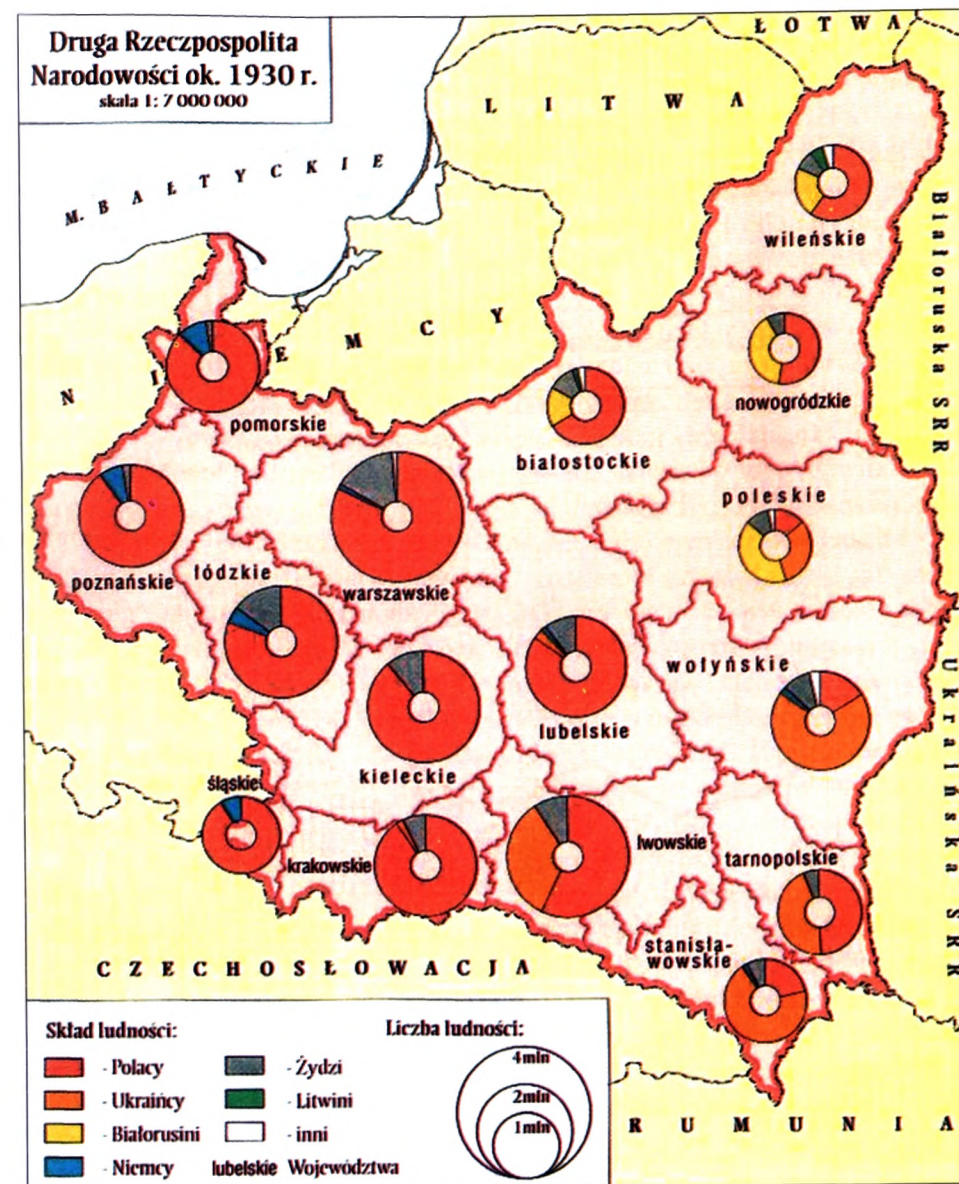 Druga Rzeczpospolita
Narodowości ok. 1930 r.
skala 1: 7 000 000
ŁOTWA
LITWA
M. BAŁTYCKIE
Białoruska SRR
wileńskie
NIEMCY
nowogródzkie
pomorskie
białostockie
poleskie
poznańskie
łódzkie
warszawskie
wołyńskie
lubelskie
Ukraińska SRR
kieleckie
śląskie
krakowskie
lwowskie
tarnopolskie
stanisła-
wowskie
CZECHOSŁOWACJA
RUMUNIA
Skład ludności:
- Polacy
- Ukraińcy
- Białorusini
- Niemcy
- Żydzi
- Litwini
- inni
lubelskie Województwa
Liczba ludności:
4mln
2mln
1mln